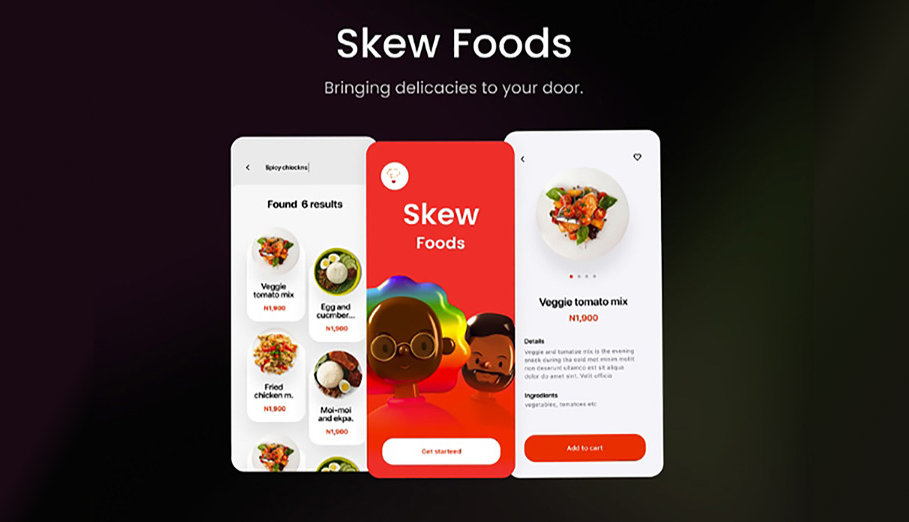 Skew Foods
Bringing delicacies to your door.
Spicy chieckns
Found 6 results
Veggie
tomato mix
N1,900
Egg and
cucmber...
N1,900
Fried
chicken m.
N1,900
Moi-moi
and ekpa.
N1,900
Skew
Foods
Get starteed
Veggie tomato mix
N1,900
Details
Veggie and tomatoe mix is the evening
snack during the cold met minim mollit
non deserunt ullamco est sit aliqua
dolor do amet sint. Velit officia
Ingredients
vegetables, tomatoes etc
Add to cart